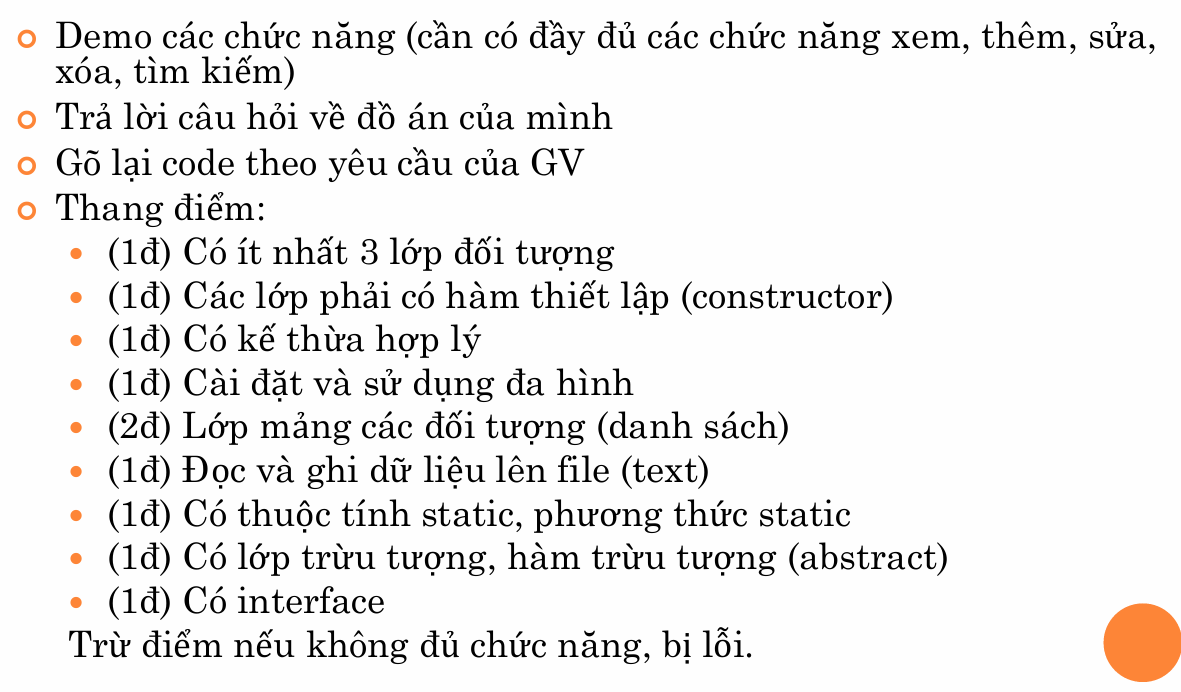 Demo các chức năng (cần có đầy đủ các chức năng xem, thêm, sửa,
xóa, tìm kiếm)
Trả lời câu hỏi về đồ án của mình
Gõ lại code theo yêu cầu của GV
Thang điểm:
(1đ) Có ít nhất 3 lớp đối tượng
(1đ) Các lớp phải có hàm thiết lập (constructor)
(1đ) Có kế thừa hợp lý
(1đ) Cài đặt và sử dụng đa hình
(2đ) Lớp mảng các đối tượng (danh sách)
(1đ) Đọc và ghi dữ liệu lên file (text)
(1đ) Có thuộc tính static, phương thức static
(1đ) Có lớp trừu tượng, hàm trừu tượng (abstract)
(1đ) Có interface
Trừ điểm nếu không đủ chức năng, bị lỗi.